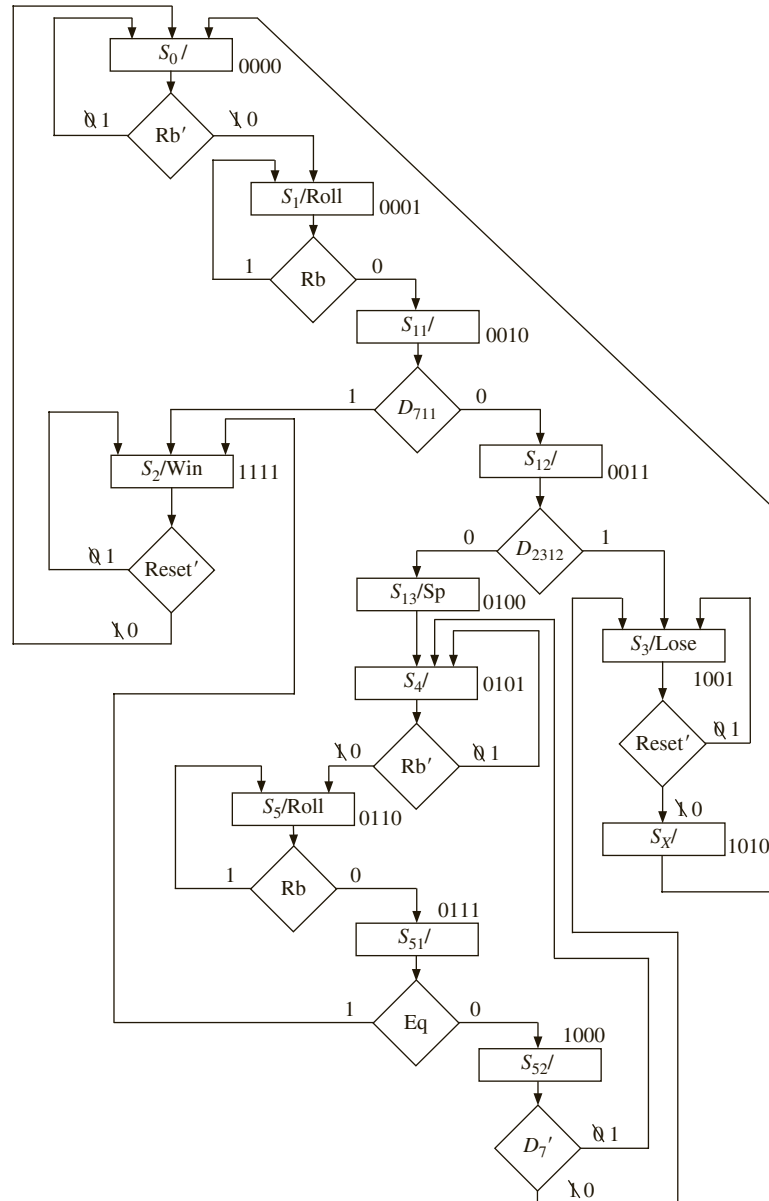 S0/
0000
0 1
Rb′
1 0
S1/Roll
0001
1
Rb
0
S11/
0010
1
D711
0
S2/Win
1111
S12/
0011
0
D2312
1
0 1
Reset′
S13/Sp
0100
1 0
S3/Lose
1001
S4/
0101
Reset′
0 1
1 0
Rb′
0 1
S5/Roll
0110
1 0
SX/
1010
1
Rb
0
0111
S51/
1
Eq
0
1000
S52/
D7′
0 1
1 0